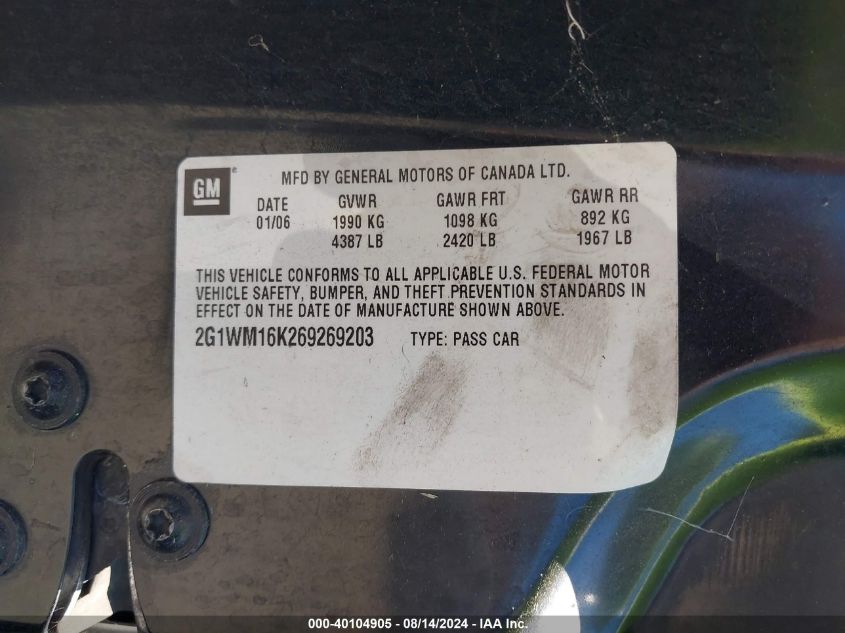 GM ® MFD BY GENERAL MOTORS OF CANADA LTD.
DATE GVWR GAWR FRT GAWR RR
01/06 1990 KG 1098 KG 892 KG
4387 LB 2420 LB 1967 LB
THIS VEHICLE CONFORMS TO ALL APPLICABLE U.S. FEDERAL MOTOR
VEHICLE SAFETY, BUMPER, AND THEFT PREVENTION STANDARDS IN
EFFECT ON THE DATE OF MANUFACTURE SHOWN ABOVE.
2G1WM16K269269203 TYPE: PASS CAR
000-40104905 - 08/14/2024 - IAA Inc.